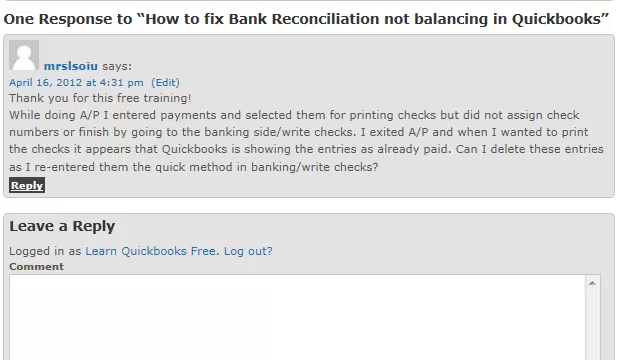 One Response to “How to fix Bank Reconciliation not balancing in Quickbooks”
mrslsoiu says:
April 16, 2012 at 4:31 pm (Edit)
Thank you for this free training!
While doing A/P I entered payments and selected them for printing checks but did not assign check
numbers or finish by going to the banking side/write checks. I exited A/P and when I wanted to print
the checks it appears that Quickbooks is showing the entries as already paid. Can I delete these entries
as I re-entered them the quick method in banking/write checks?
Reply
Leave a Reply
Logged in as Learn Quickbooks Free. Log out?
Comment